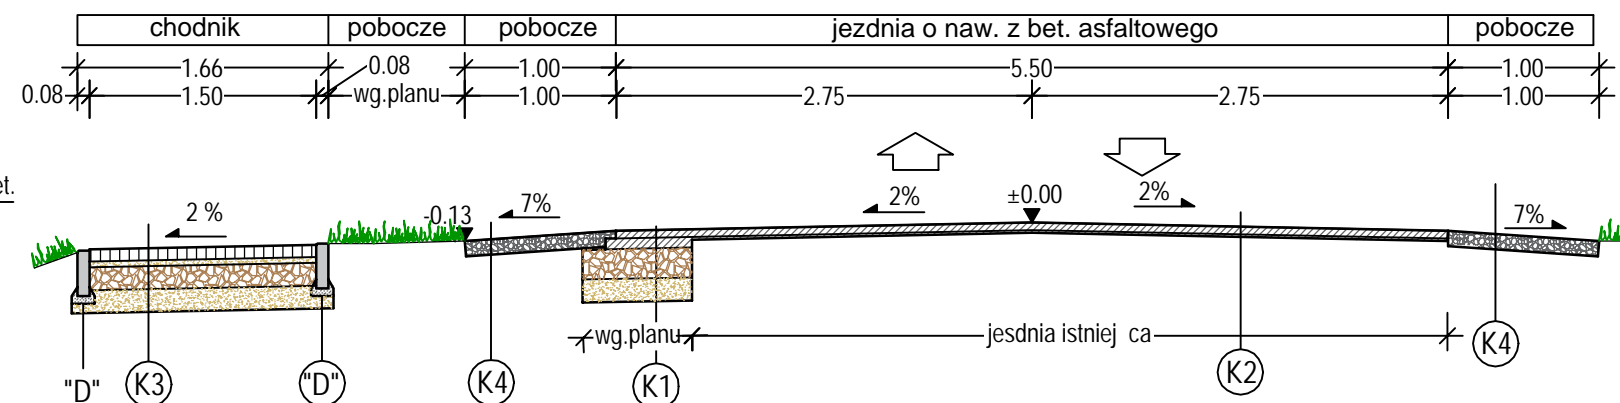 chodnik pobocze pobocze jezdnia o naw. z bet. asfaltowego pobocze
1.66 0.08 1.00 5.50 1.00
0.08 1.50 wg.planu 1.00 2.75 2.75 1.00
et.
2 % -0.13 7% 2% ±0.00 2% 7%
wg.planu jesdnia istniej ca
"D" K3 "D" K4 K1 K2 K4